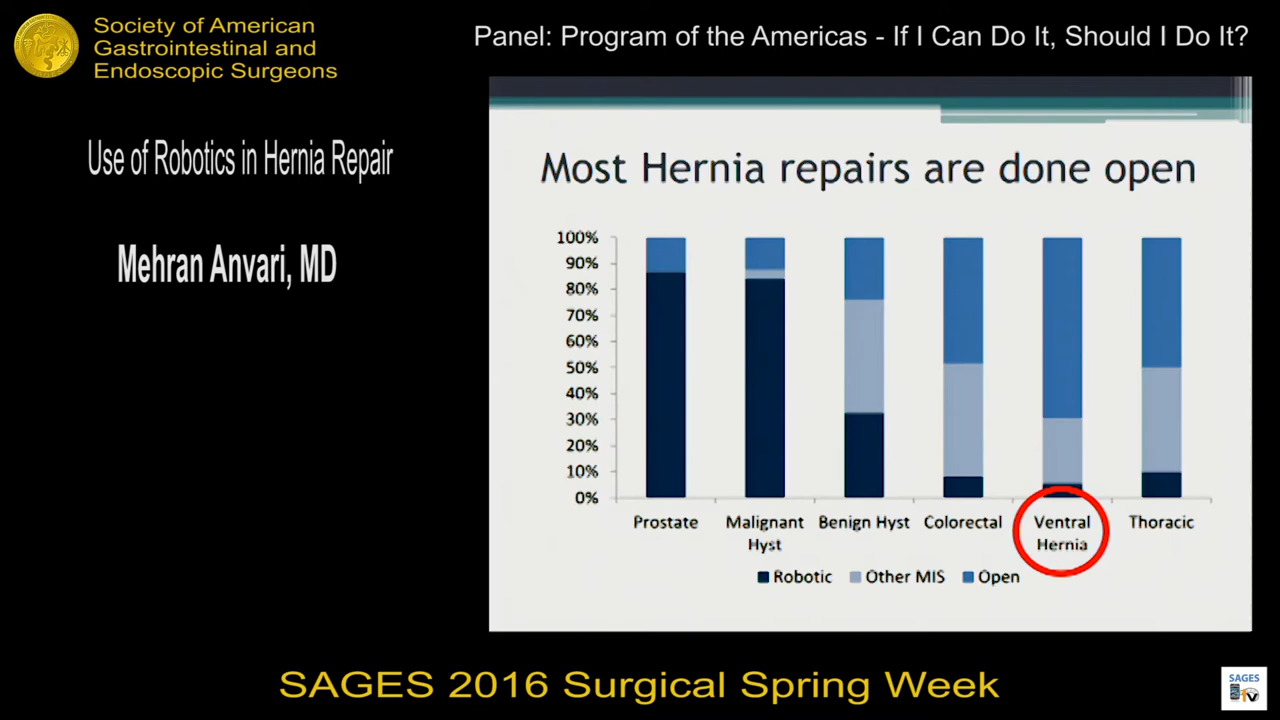 Society of American
Gastrointestinal and
Endoscopic Surgeons
Panel: Program of the Americas - If I Can Do It, Should I Do It?
Use of Robotics in Hernia Repair
Mehran Anvari, MD
Most Hernia repairs are done open
100%
90%
80%
70%
60%
50%
40%
30%
20%
10%
0%
Prostate
Malignant
Hyst
Benign Hyst
Colorectal
Ventral
Hernia
Thoracic
Robotic
Other MIS
Open
SAGES 2016 Surgical Spring Week
SAGES
TV